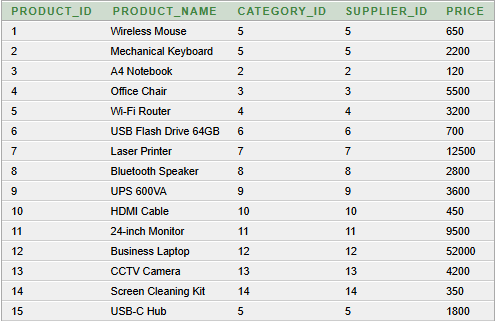 PRODUCT_ID PRODUCT_NAME CATEGORY_ID SUPPLIER_ID PRICE
1 Wireless Mouse 5 5 650
2 Mechanical Keyboard 5 5 2200
3 A4 Notebook 2 2 120
4 Office Chair 3 3 5500
5 Wi-Fi Router 4 4 3200
6 USB Flash Drive 64GB 6 6 700
7 Laser Printer 7 7 12500
8 Bluetooth Speaker 8 8 2800
9 UPS 600VA 9 9 3600
10 HDMI Cable 10 10 450
11 24-inch Monitor 11 11 9500
12 Business Laptop 12 12 52000
13 CCTV Camera 13 13 4200
14 Screen Cleaning Kit 14 14 350
15 USB-C Hub 5 5 1800